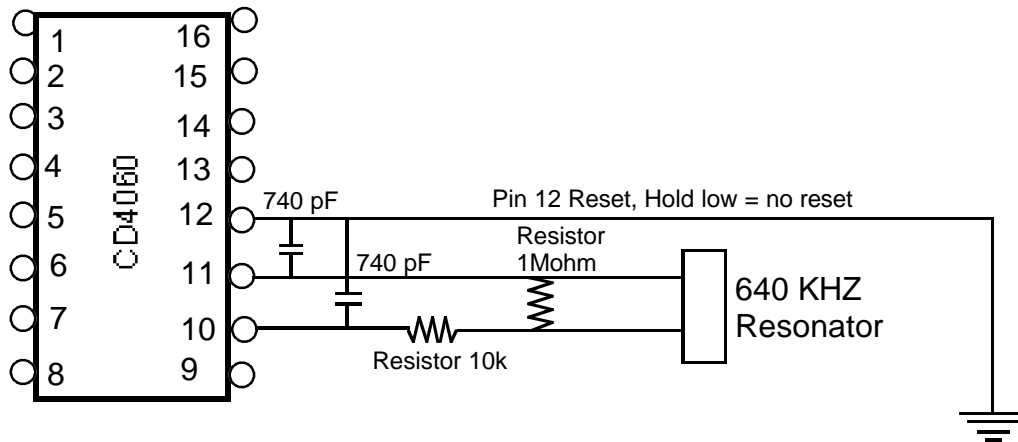 1 16
2 15
3 14
4 13
5 12
6 11
7 10
8 9
CD4060
740 pF
Pin 12 Reset, Hold low = no reset
740 pF
Resistor
1Mohm
Resistor 10k
640 KHZ
Resonator